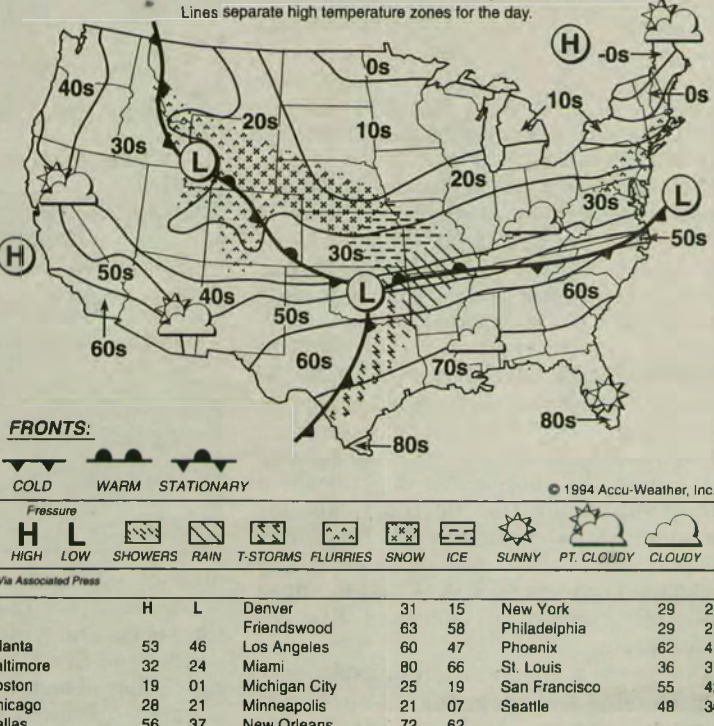 Lines separate high temperature zones for the day.
H
-0s
0s
40s
0s
10s
20s
10s
30s
L
20s
30s
L
H
50s
30s
50s
40s
L
50s
60s
60s
60s
70s
80s
80s
FRONTS:
COLD WARM STATIONARY
© 1994 Accu-Weather, Inc.
Pressure
H L
HIGH LOW SHOWERS RAIN T-STORMS FLURRIES SNOW ICE SUNNY PT. CLOUDY CLOUDY
Via Associated Press
H L Denver 31 15 New York 29
Friendswood 63 58 Philadelphia 29
53 46 Los Angeles 60 47 Phoenix 62
32 24 Miami 80 66 St. Louis 36
19 01 Michigan City 25 19 San Francisco 55
28 21 Minneapolis 21 07 Seattle 48
56 37 New Orleans 72 62